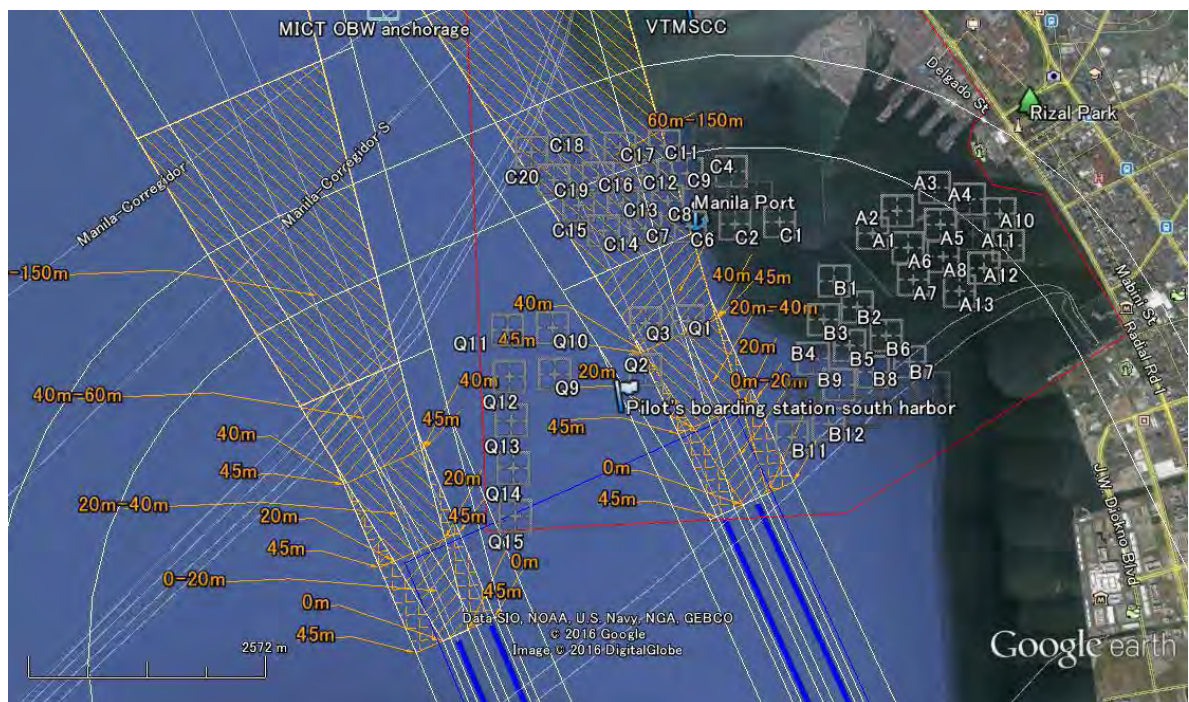 MICT OBW anchorage
VTMSCC
Delgado St
Rizal Park
60m-150m
C18
C17
C11
C4
A3
A4
C20
C19
C16
C12
C9
Manila-Corregidor
Manila-Corregidor S
Manila Port
A2
A10
C15
C13
C8
C14
C7
C6
C2
C1
A1
A5
A11
A6
A8
A12
A7
A13
-150m
40m
45m
B1
Mabini St
40m
20m-40m
B2
Q3
Q1
B3
Radial Rd 1
Q11
45m
Q10
20m
B6
B4
B5
Q2
20m
40m
Q9
0m-20m
B9
B8
B7
40m-60m
Q12
Pilot's boarding station south harbor
45m
45m
B12
40m
Q13
B11
45m
20m
0m
Q14
45m
20m-40m
20m
45m
Q15
45m
0m
0-20m
45m
0m
45m
J.W. Diokno Blvd
Data SIO, NOAA, U.S. Navy, NGA, GEBCO
© 2016 Google
Image © 2016 DigitalGlobe
2572 m
Google earth